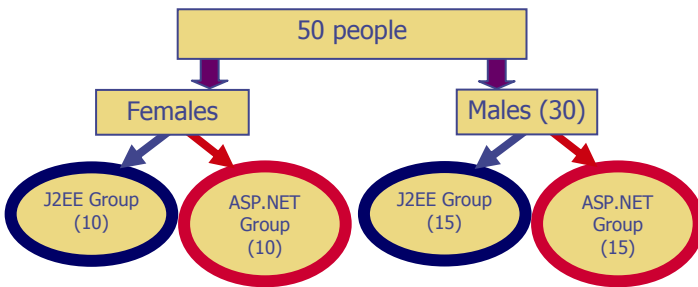 50 people
Females
Males (30)
J2EE Group
(10)
ASP.NET
Group
(10)
J2EE Group
(15)
ASP.NET
Group
(15)